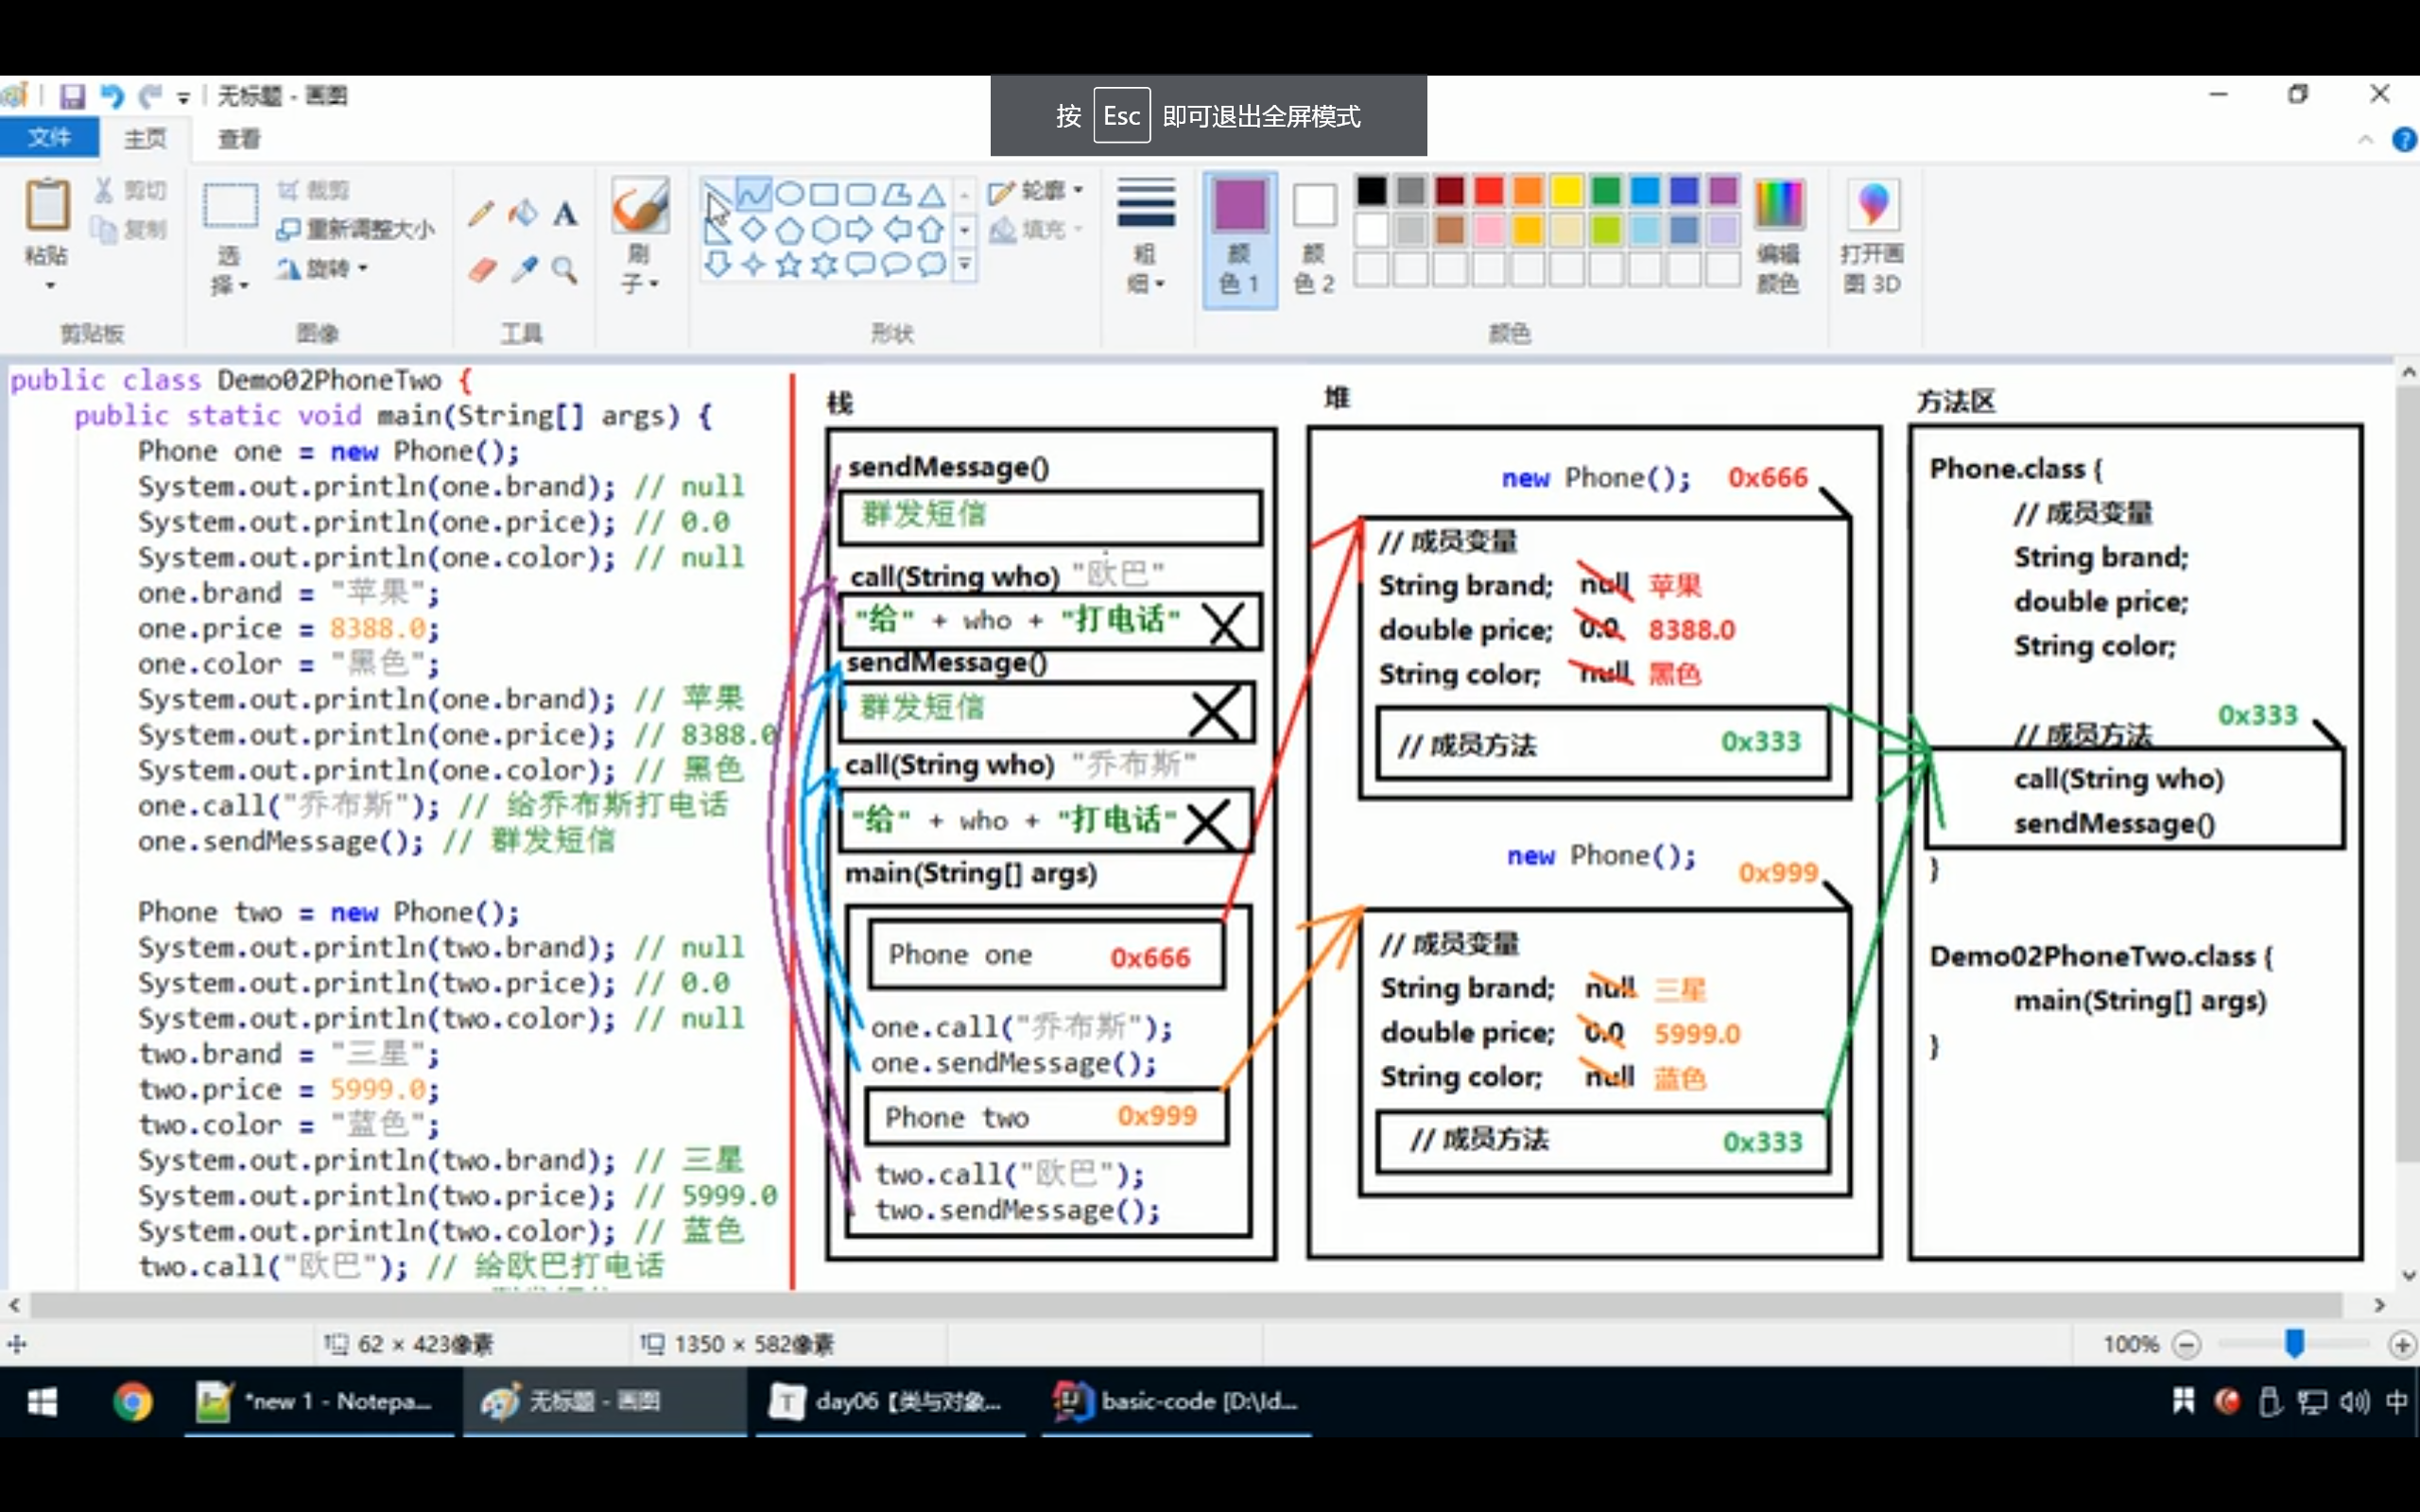 无标题 - 画图
按 Esc 即可退出全屏模式
文件 主页 查看
粘贴
剪切
复制
剪贴板
选择
裁剪
重新调整大小
旋转
图像
工具
刷子
形状
轮廓
填充
粗细
颜色 1
颜色 2
颜色
编辑颜色
打开画图 3D
public class Demo02PhoneTwo {
public static void main(String[] args) {
Phone one = new Phone();
System.out.println(one.brand); // null
System.out.println(one.price); // 0.0
System.out.println(one.color); // null
one.brand = "苹果";
one.price = 8388.0;
one.color = "黑色";
System.out.println(one.brand); // 苹果
System.out.println(one.price); // 8388.0
System.out.println(one.color); // 黑色
one.call("乔布斯"); // 给乔布斯打电话
one.sendMessage(); // 群发短信
Phone two = new Phone();
System.out.println(two.brand); // null
System.out.println(two.price); // 0.0
System.out.println(two.color); // null
two.brand = "三星";
two.price = 5999.0;
two.color = "蓝色";
System.out.println(two.brand); // 三星
System.out.println(two.price); // 5999.0
System.out.println(two.color); // 蓝色
two.call("欧巴"); // 给欧巴打电话
栈
sendMessage()
群发短信
call(String who) "欧巴"
"给" + who + "打电话"
sendMessage()
群发短信
call(String who) "乔布斯"
"给" + who + "打电话"
main(String[] args)
Phone one 0x666
one.call("乔布斯");
one.sendMessage();
Phone two 0x999
two.call("欧巴");
two.sendMessage();
堆
new Phone(); 0x666
// 成员变量
String brand; null 苹果
double price; 0.0 8388.0
String color; null 黑色
// 成员方法 0x333
new Phone(); 0x999
// 成员变量
String brand; null 三星
double price; 0.0 5999.0
String color; null 蓝色
// 成员方法 0x333
方法区
Phone.class {
// 成员变量
String brand;
double price;
String color;
0x333
// 成员方法
call(String who)
sendMessage()
}
Demo02PhoneTwo.class {
main(String[] args)
}
62 × 423像素
1350 × 582像素
100%
*new 1 - Notepa...
无标题 - 画图
day06【类与对象...
basic-code [D:\Id...
中